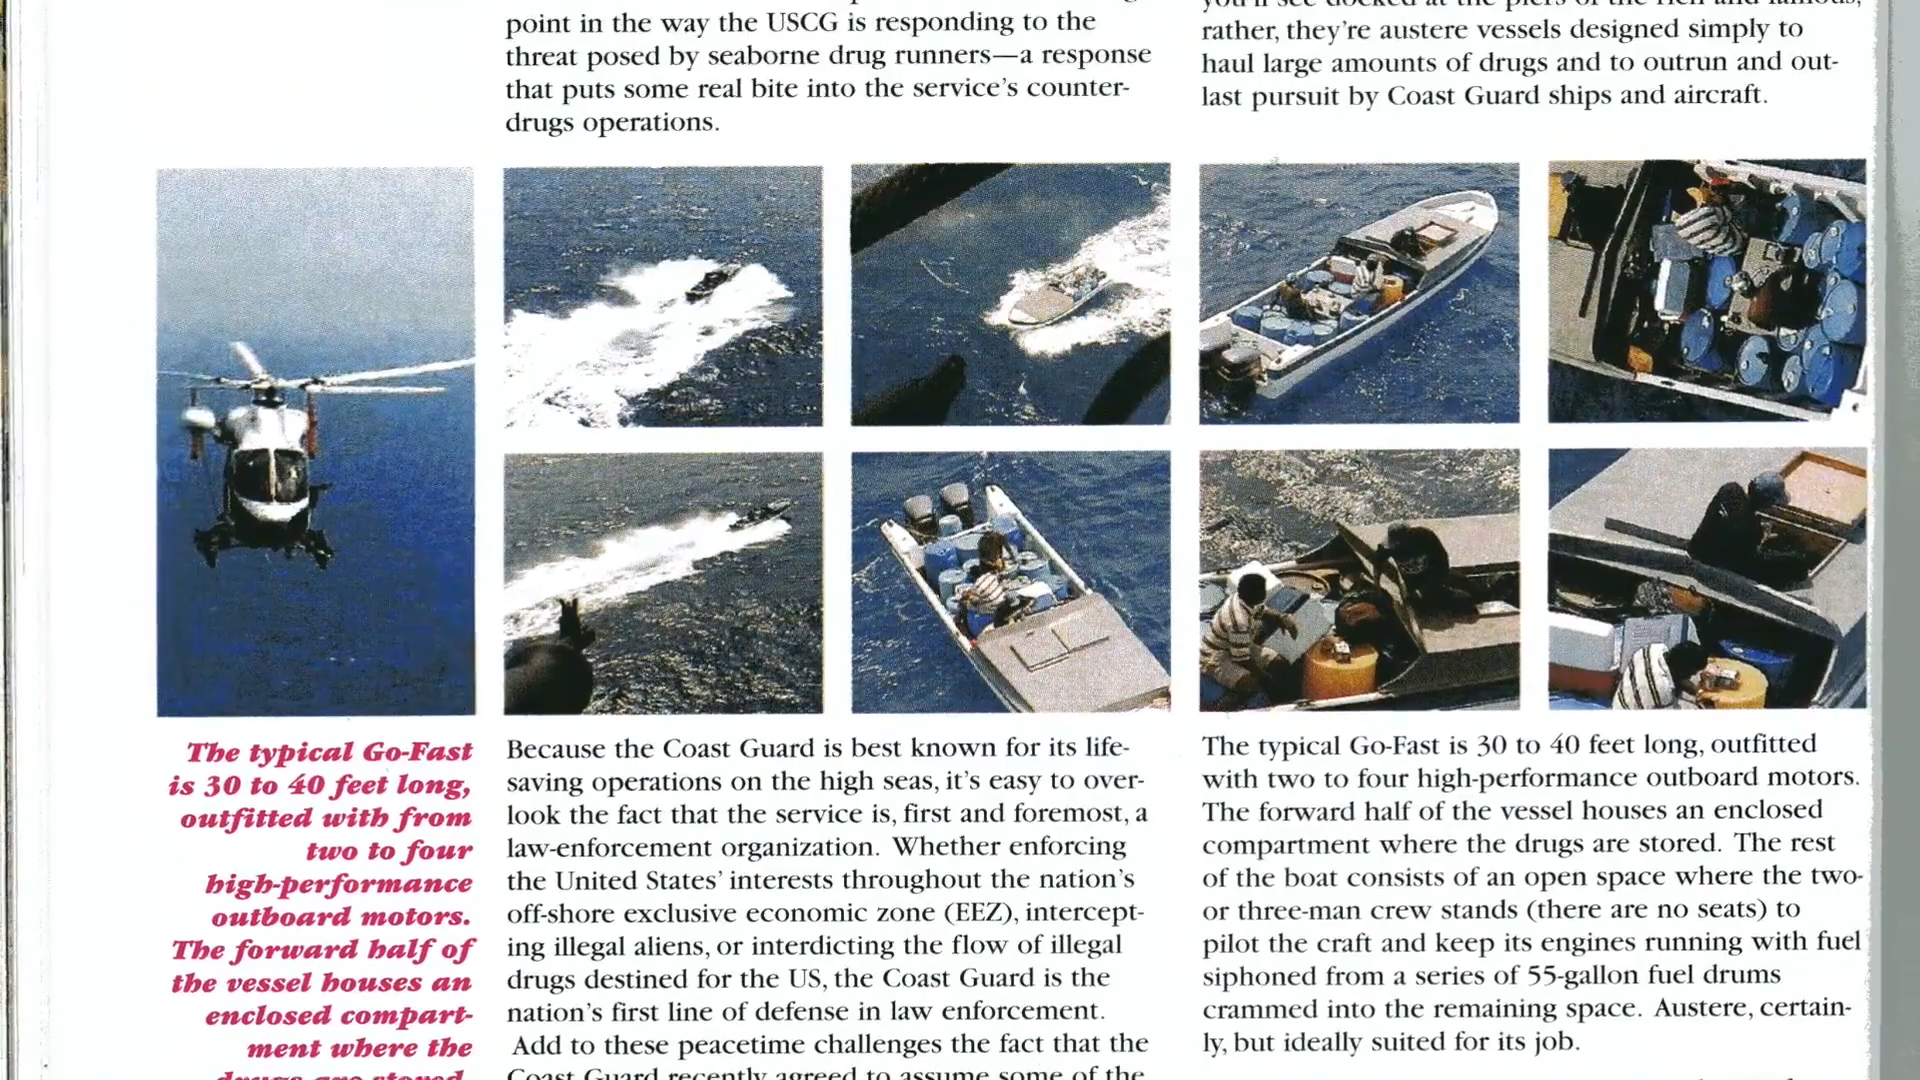 point in the way the USCG is responding to the
threat posed by seaborne drug runners—a response
that puts some real bite into the service's counter-
drugs operations.
rather, they're austere vessels designed simply to
haul large amounts of drugs and to outrun and out-
last pursuit by Coast Guard ships and aircraft.
The typical Go-Fast
is 30 to 40 feet long,
outfitted with from
two to four
high-performance
outboard motors.
The forward half of
the vessel houses an
enclosed compart-
ment where the
drugs are stored.
Because the Coast Guard is best known for its life-
saving operations on the high seas, it's easy to over-
look the fact that the service is, first and foremost, a
law-enforcement organization. Whether enforcing
the United States' interests throughout the nation's
off-shore exclusive economic zone (EEZ), intercept-
ing illegal aliens, or interdicting the flow of illegal
drugs destined for the US, the Coast Guard is the
nation's first line of defense in law enforcement.
Add to these peacetime challenges the fact that the
Coast Guard recently agreed to assume some of the
The typical Go-Fast is 30 to 40 feet long, outfitted
with two to four high-performance outboard motors.
The forward half of the vessel houses an enclosed
compartment where the drugs are stored. The rest
of the boat consists of an open space where the two-
or three-man crew stands (there are no seats) to
pilot the craft and keep its engines running with fuel
siphoned from a series of 55-gallon fuel drums
crammed into the remaining space. Austere, certain-
ly, but ideally suited for its job.